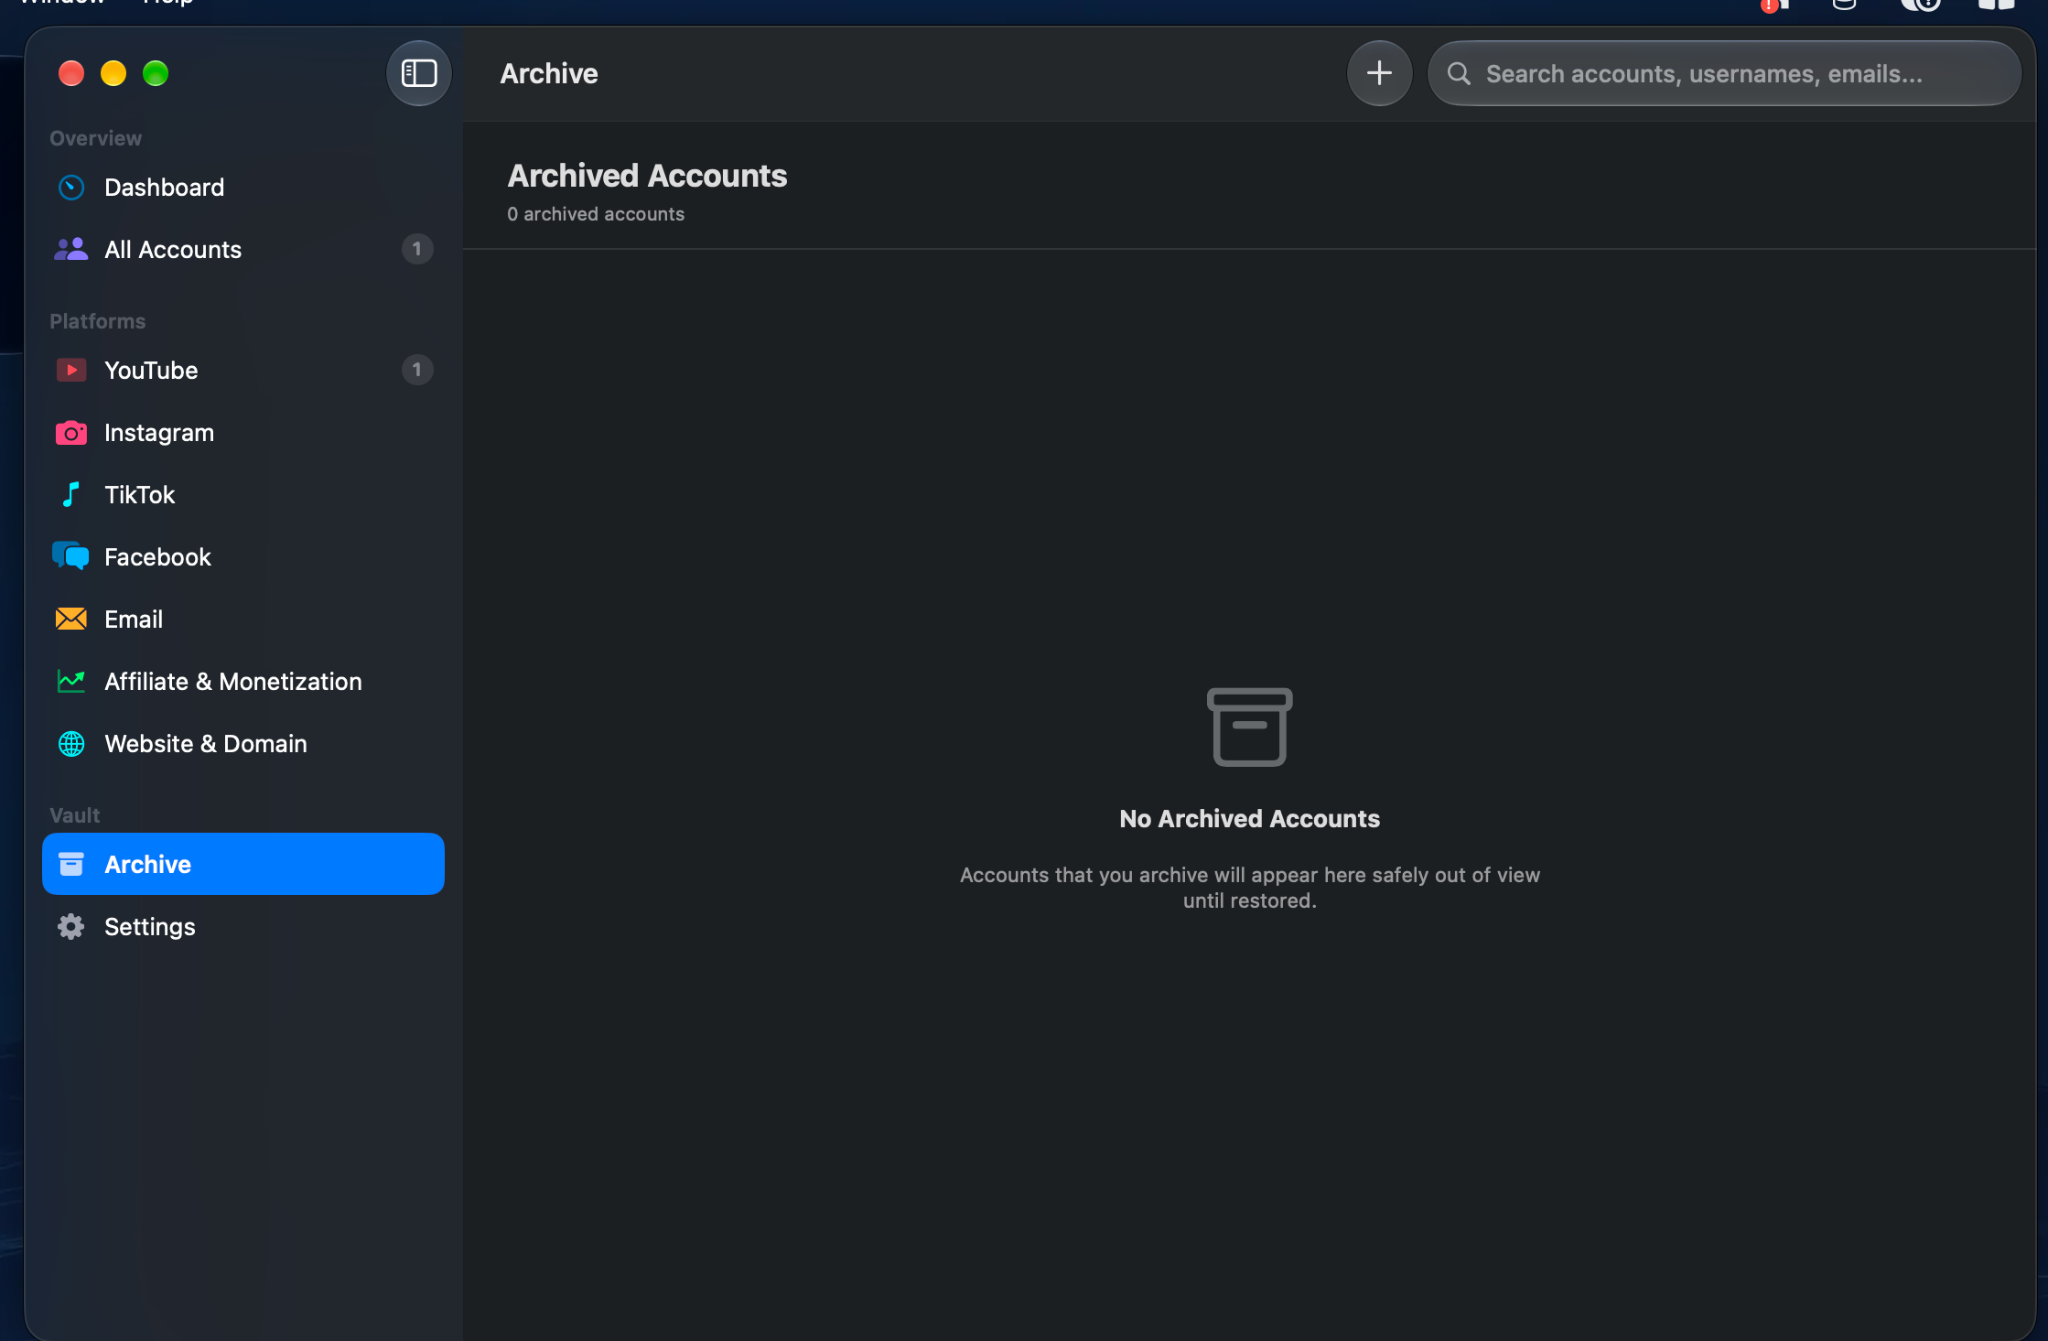 Window Help
Archive
Search accounts, usernames, emails...
Overview
Dashboard
All Accounts 1
Platforms
YouTube 1
Instagram
TikTok
Facebook
Email
Affiliate & Monetization
Website & Domain
Vault
Archive
Settings
Archived Accounts
0 archived accounts
No Archived Accounts
Accounts that you archive will appear here safely out of view
until restored.